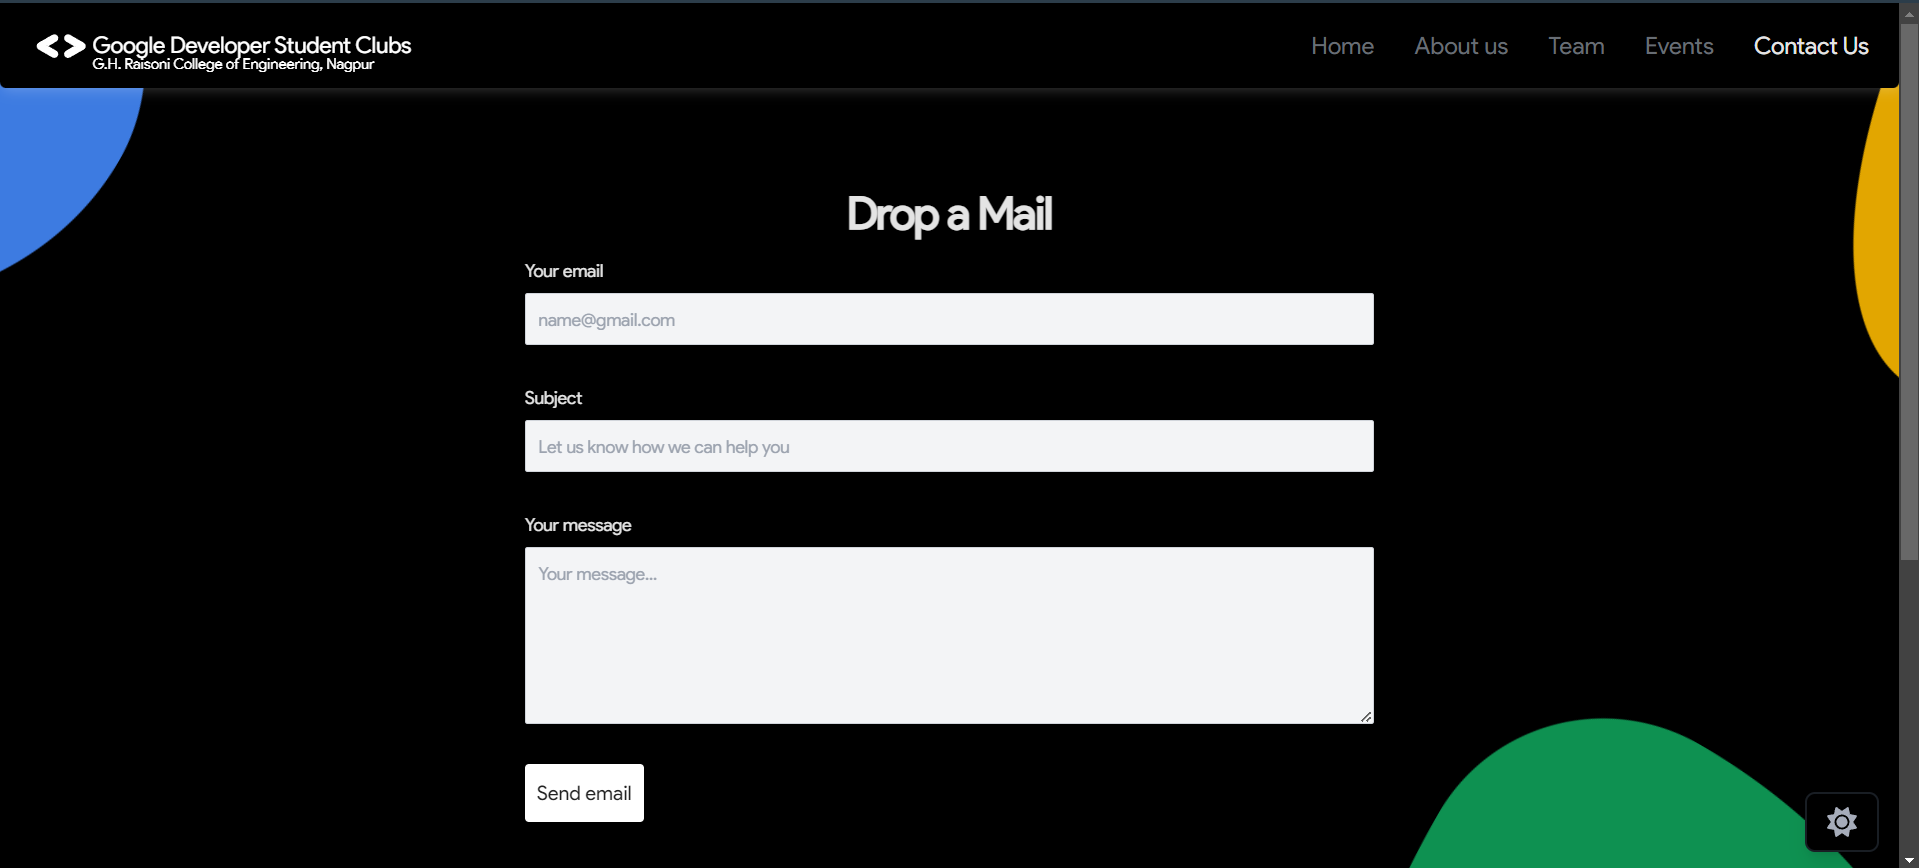 Google Developer Student Clubs
G.H. Raisoni College of Engineering, Nagpur
Home
About us
Team
Events
Contact Us
Drop a Mail
Your email
name@gmail.com
Subject
Let us know how we can help you
Your message
Your message...
Send email